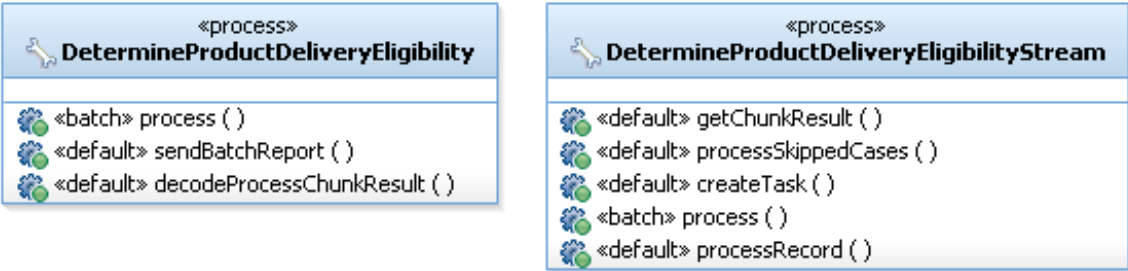 «process»
DetermineProductDeliveryEligibility
«batch» process ( )
«default» sendBatchReport ( )
«default» decodeProcessChunkResult ( )
«process»
DetermineProductDeliveryEligibilityStream
«default» getChunkResult ( )
«default» processSkippedCases ( )
«default» createTask ( )
«batch» process ( )
«default» processRecord ( )